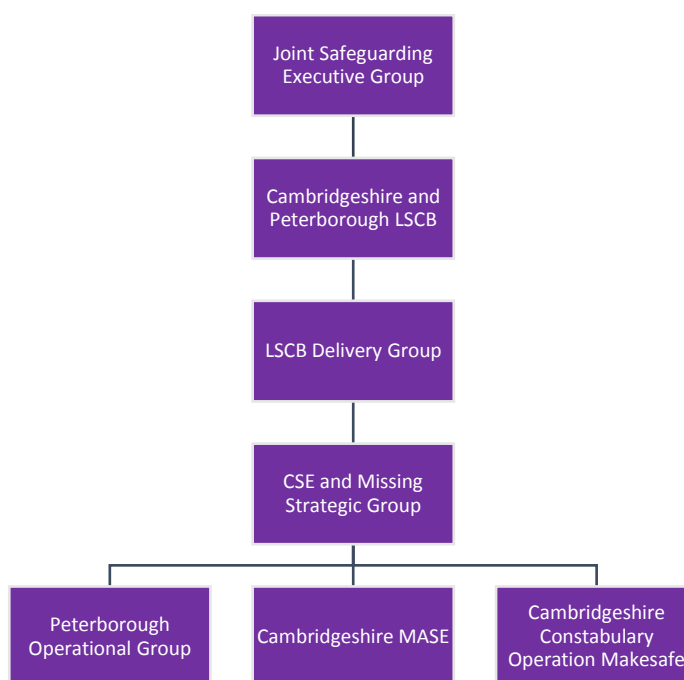 Joint Safeguarding
Executive Group
Cambridgeshire and
Peterborough LSCB
LSCB Delivery Group
CSE and Missing
Strategic Group
Peterborough
Operational Group
Cambridgeshire MASE
Cambridgeshire
Constabulary
Operation Makesafe